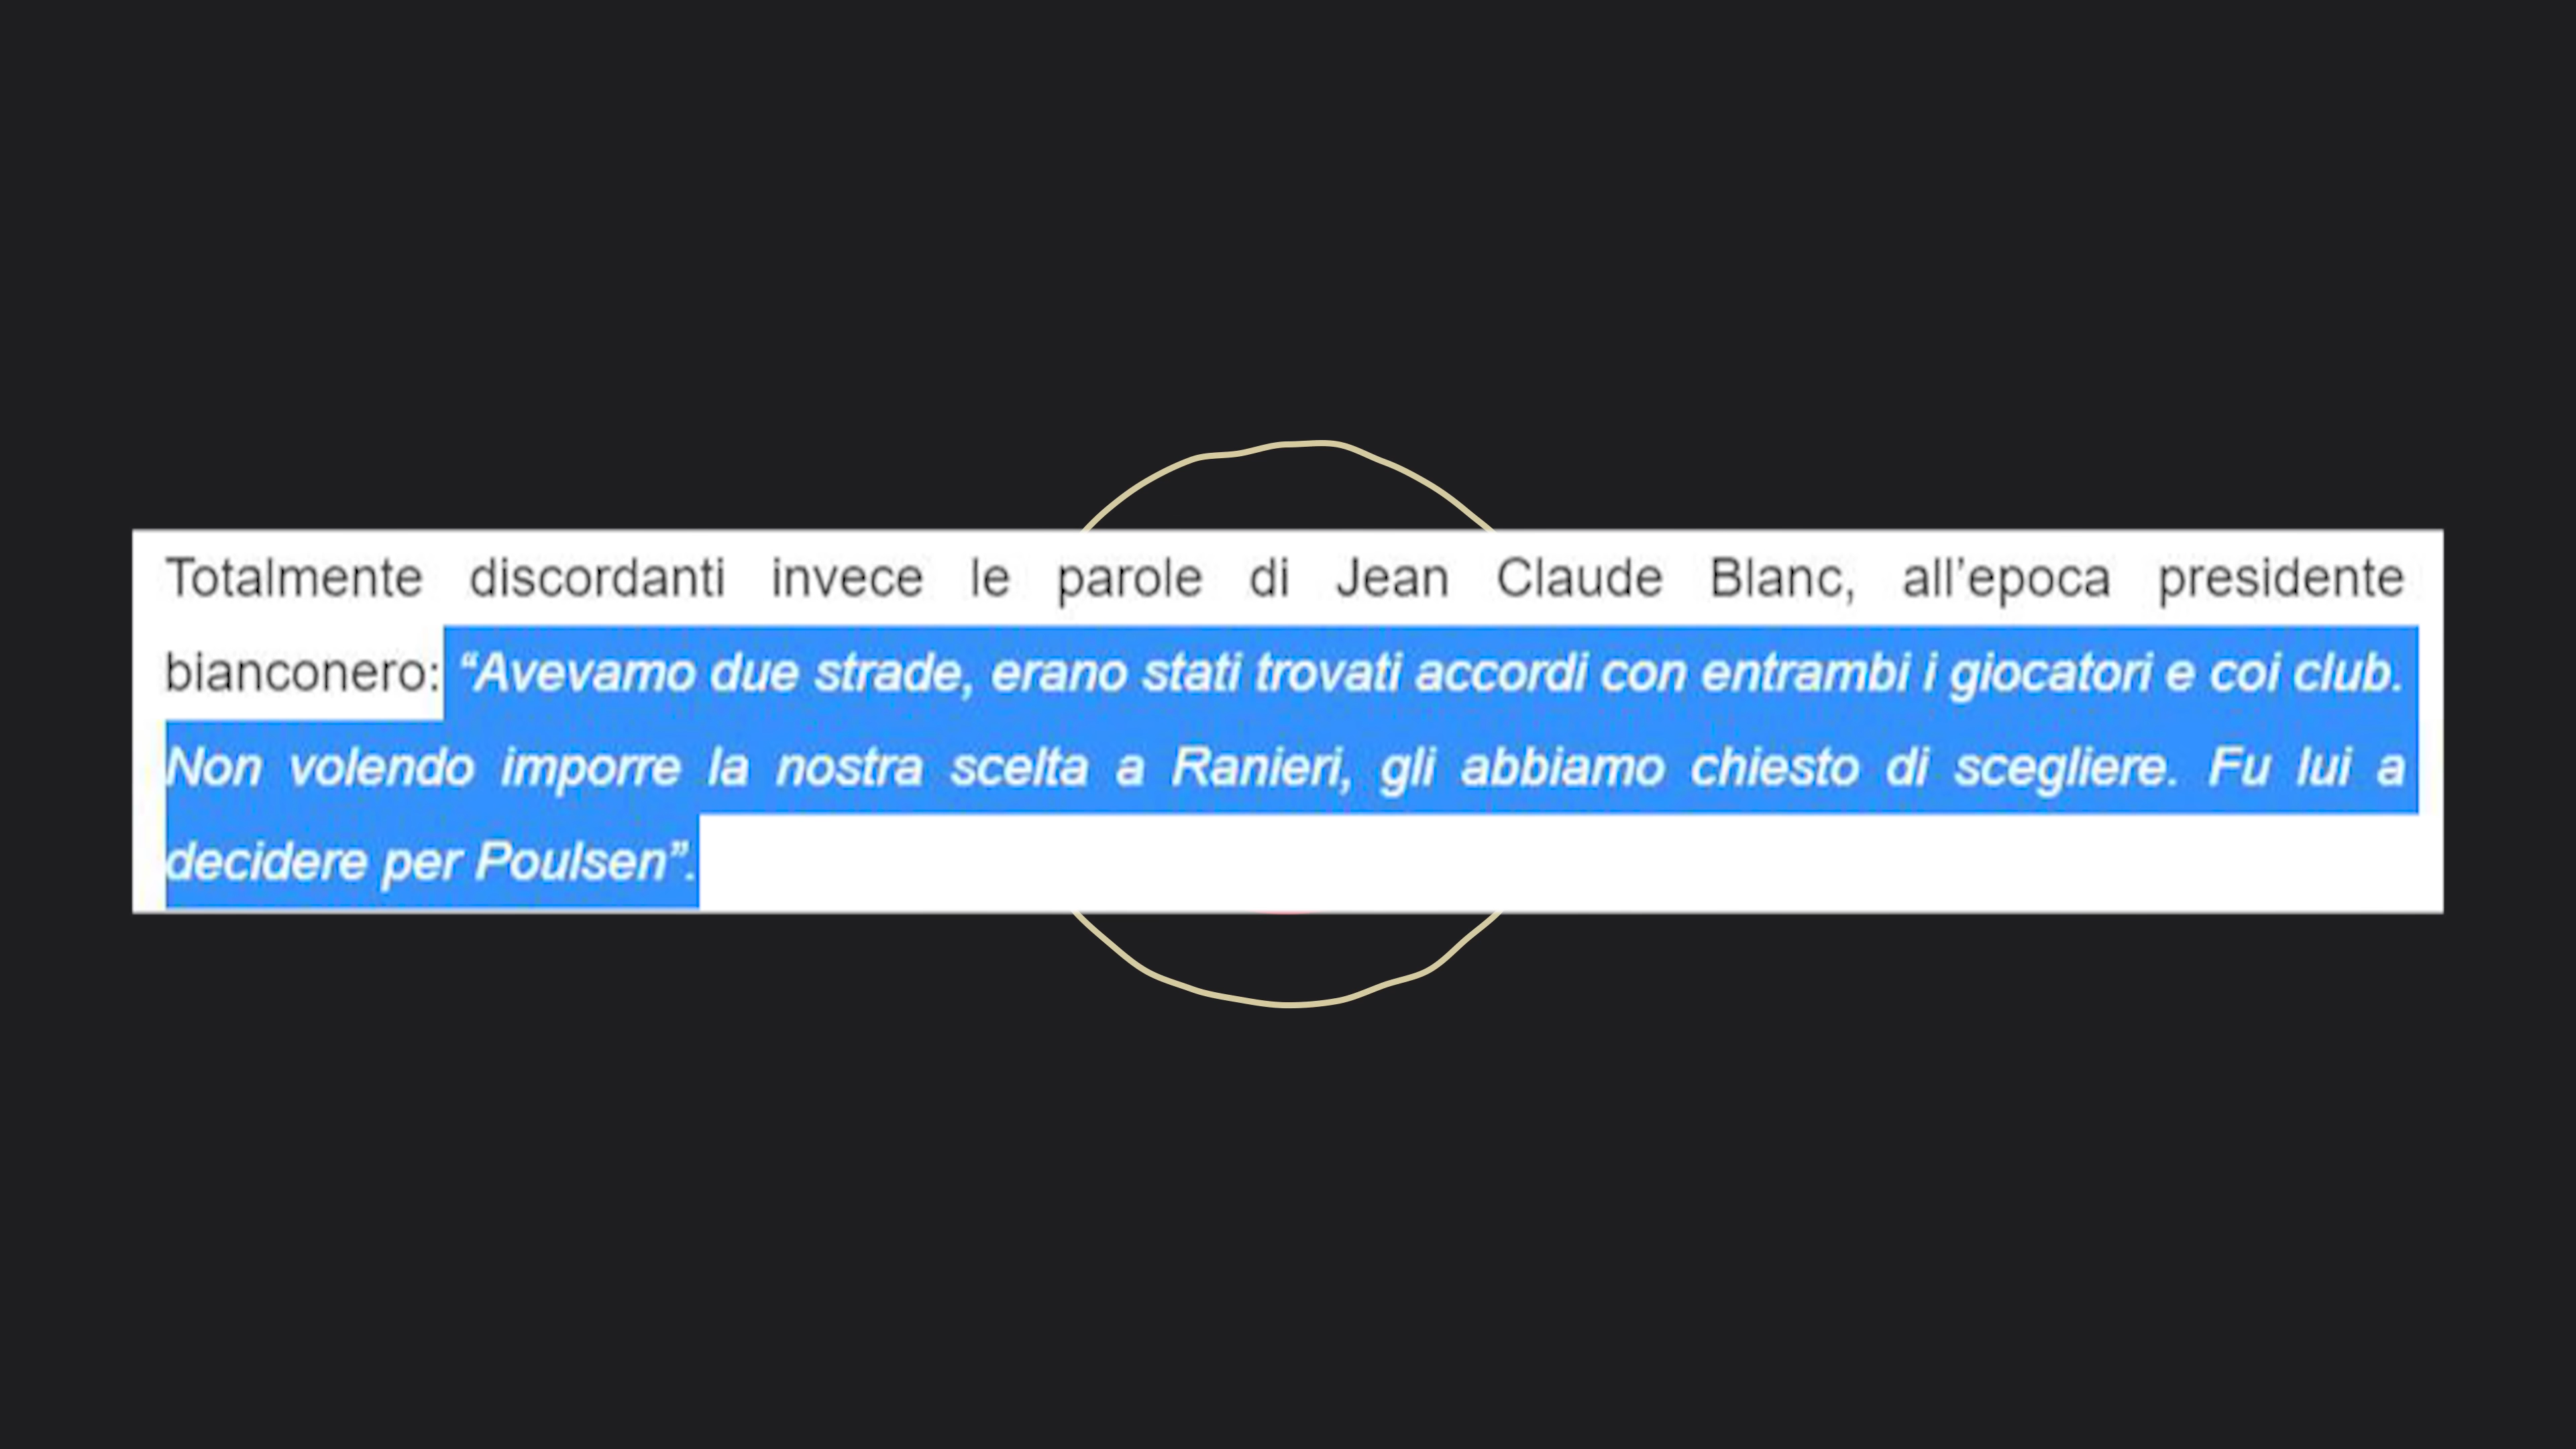 Totalmente discordanti invece le parole di Jean Claude Blanc, all’epoca presidente
bianconero: “Avevamo due strade, erano stati trovati accordi con entrambi i giocatori e coi club.
Non volendo imporre la nostra scelta a Ranieri, gli abbiamo chiesto di scegliere. Fu lui a
decidere per Poulsen”.